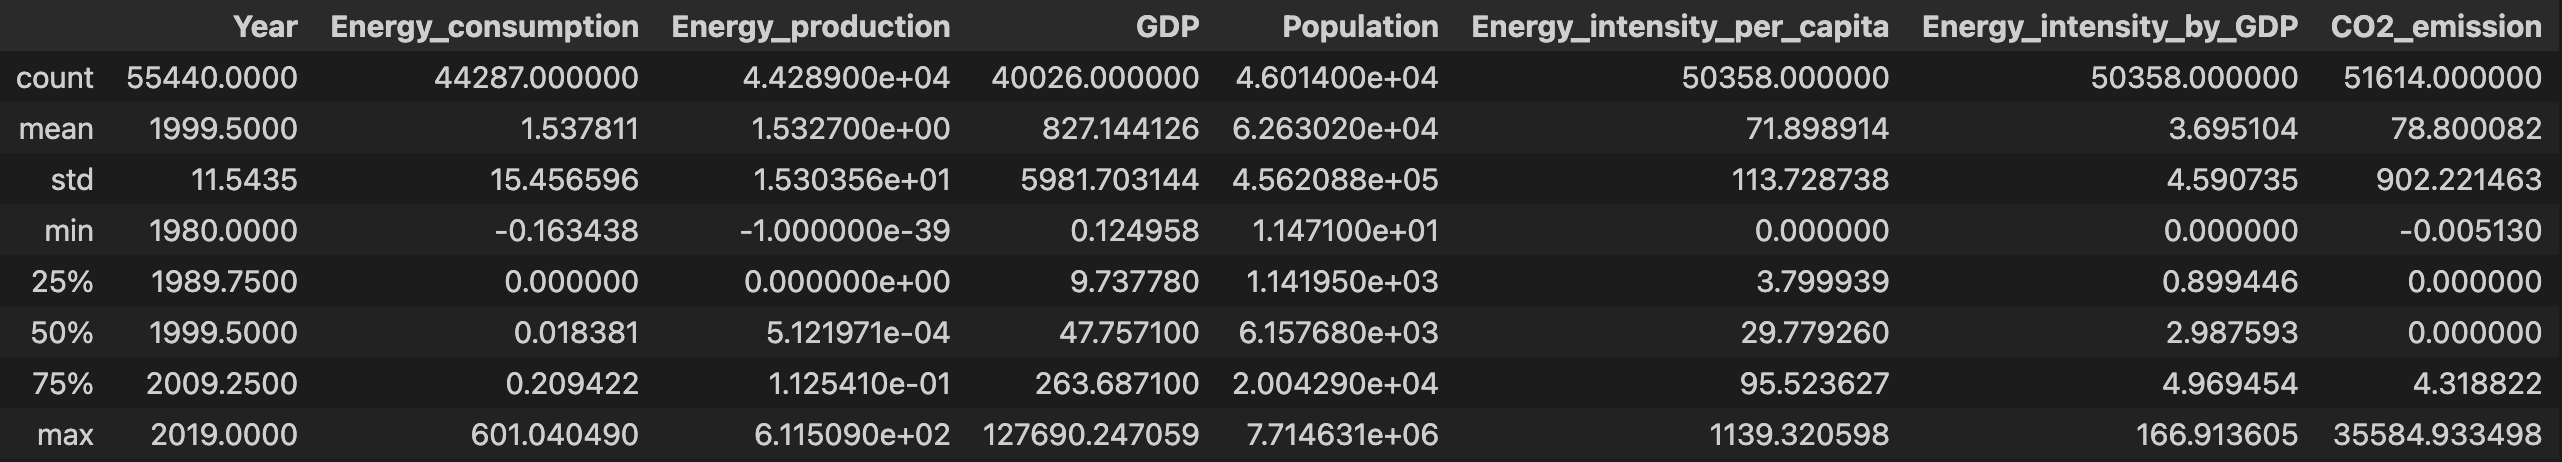 Year Energy_consumption Energy_production GDP Population Energy_intensity_per_capita Energy_intensity_by_GDP CO2_emission
count 55440.0000 44287.000000 4.428900e+04 40026.000000 4.601400e+04 50358.000000 50358.000000 51614.000000
mean 1999.5000 1.537811 1.532700e+00 827.144126 6.263020e+04 71.898914 3.695104 78.800082
std 11.5435 15.456596 1.530356e+01 5981.703144 4.562088e+05 113.728738 4.590735 902.221463
min 1980.0000 -0.163438 -1.000000e-39 0.124958 1.147100e+01 0.000000 0.000000 -0.005130
25% 1989.7500 0.000000 0.000000e+00 9.737780 1.141950e+03 3.799939 0.899446 0.000000
50% 1999.5000 0.018381 5.121971e-04 47.757100 6.157680e+03 29.779260 2.987593 0.000000
75% 2009.2500 0.209422 1.125410e-01 263.687100 2.004290e+04 95.523627 4.969454 4.318822
max 2019.0000 601.040490 6.115090e+02 127690.247059 7.714631e+06 1139.320598 166.913605 35584.933498